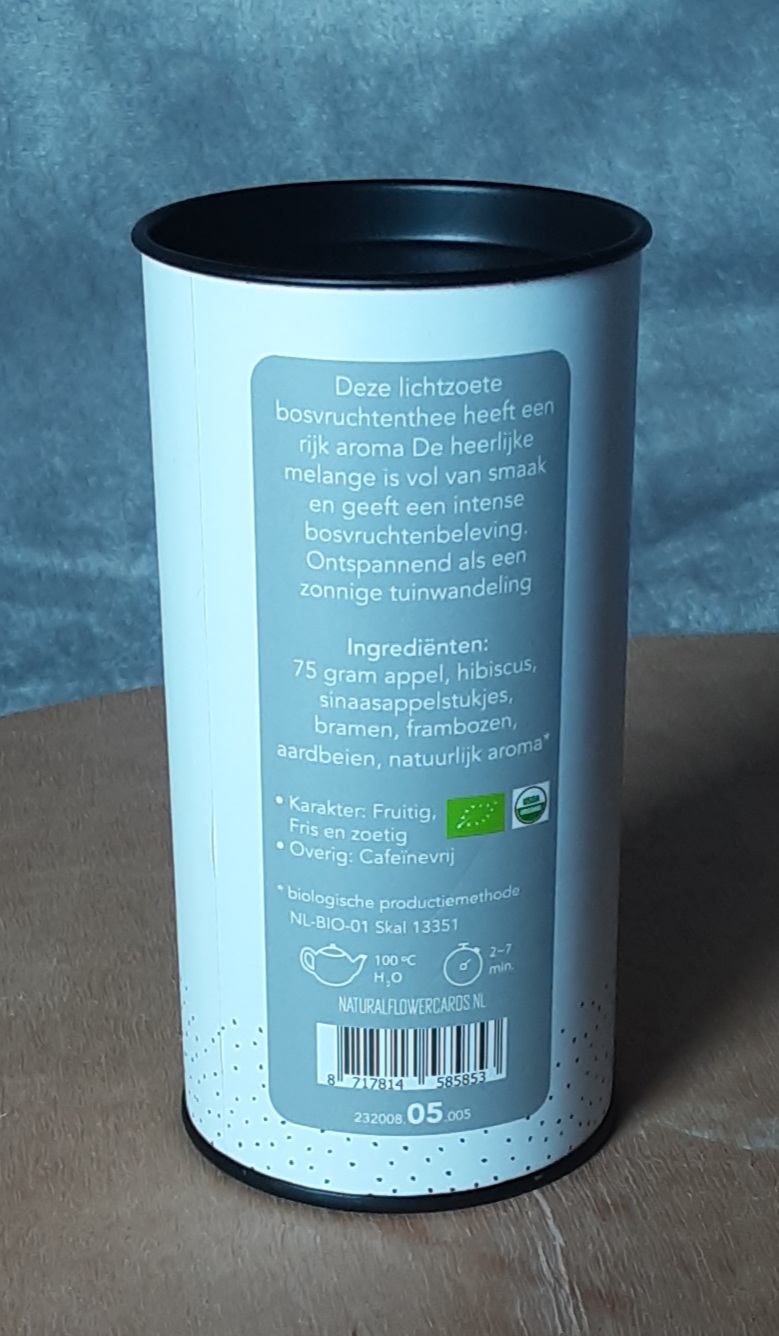 Deze lichtzoete
bosvruchtenthee heeft een
rijk aroma De heerlijke
melange is vol van smaak
en geeft een intense
bosvruchtenbeleving.
Ontspannend als een
zonnige tuinwandeling
Ingrediënten:
75 gram appel, hibiscus,
sinaasappelstukjes,
bramen, frambozen,
aardbeien, natuurlijk aroma*
• Karakter: Fruitig,
Fris en zoetig
USDA
ORGANIC
• Overig: Cafeïnevrij
* biologische productiemethode
NL-BIO-01 Skal 13351
100 ºC
H₂O
2-7
min.
NATURALFLOWERCARDS.NL
8 717814 585853
232008.05.005